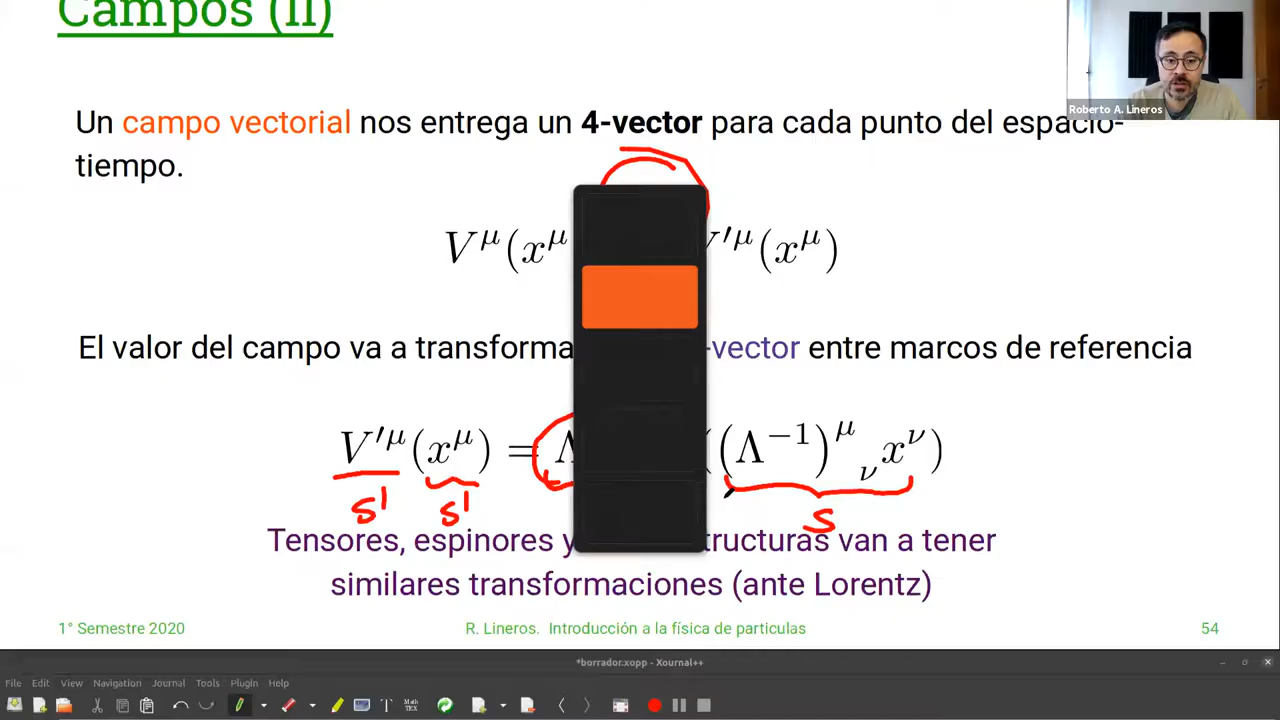 Campos (II)
Roberto A. Lineros
Un campo vectorial nos entrega un 4-vector para cada punto del espacio-
tiempo.
V^μ(x^μ V'^μ(x^μ)
El valor del campo va a transforma -vector entre marcos de referencia
V'^μ(x^μ) = Λ ((Λ^{-1})^μ_ν x^ν)
S' S' S
Tensores, espinores y structuras van a tener
similares transformaciones (ante Lorentz)
1° Semestre 2020 R. Lineros. Introducción a la física de particulas 54
*borrador.xopp - Xournal++
File Edit View Navigation Journal Tools Plugin Help